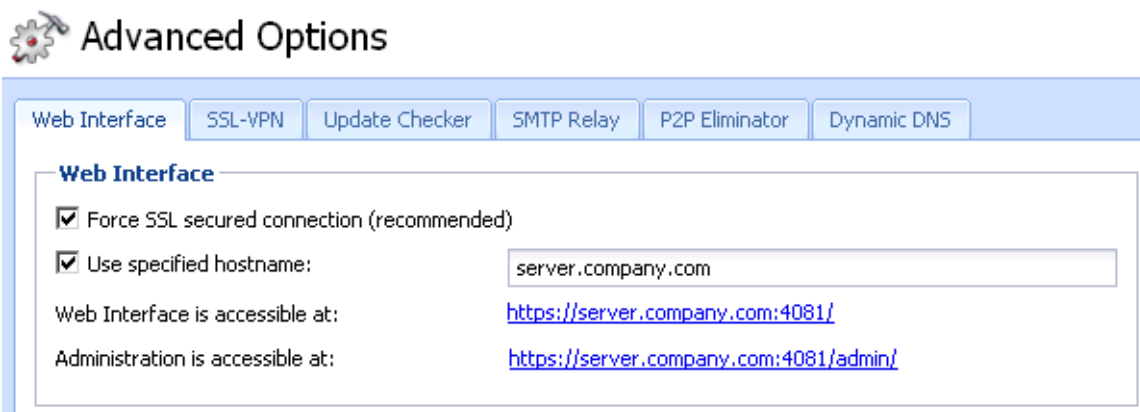 Advanced Options
Web Interface SSL-VPN Update Checker SMTP Relay P2P Eliminator Dynamic DNS
Web Interface
Force SSL secured connection (recommended)
Use specified hostname: server.company.com
Web Interface is accessible at: https://server.company.com:4081/
Administration is accessible at: https://server.company.com:4081/admin/